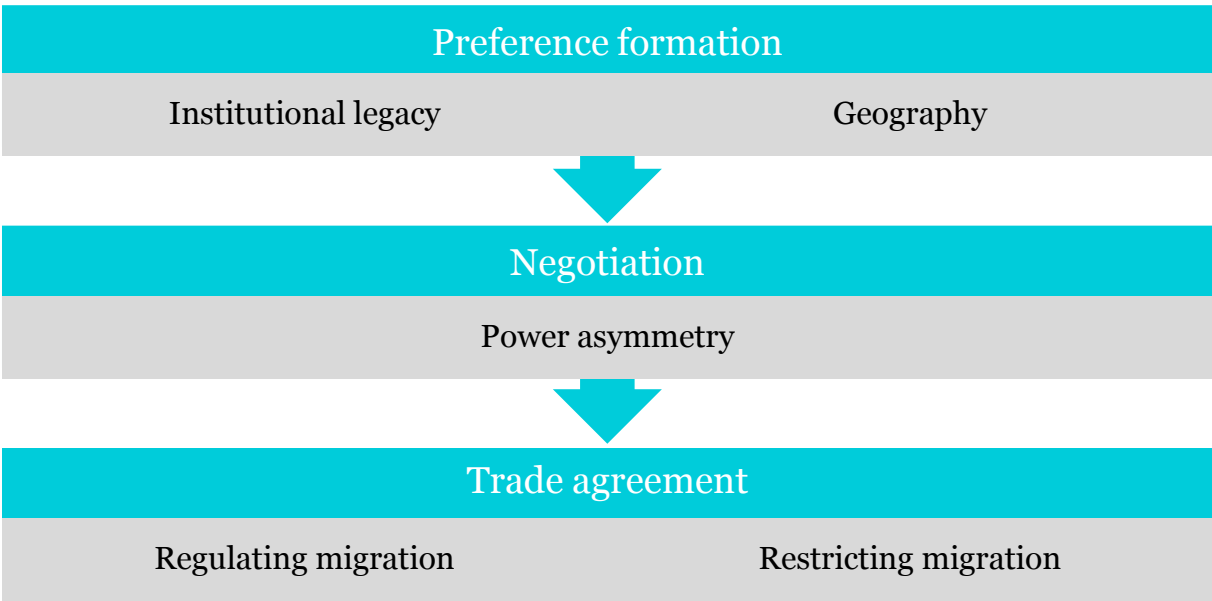 Preference formation
Institutional legacy Geography
Negotiation
Power asymmetry
Trade agreement
Regulating migration Restricting migration